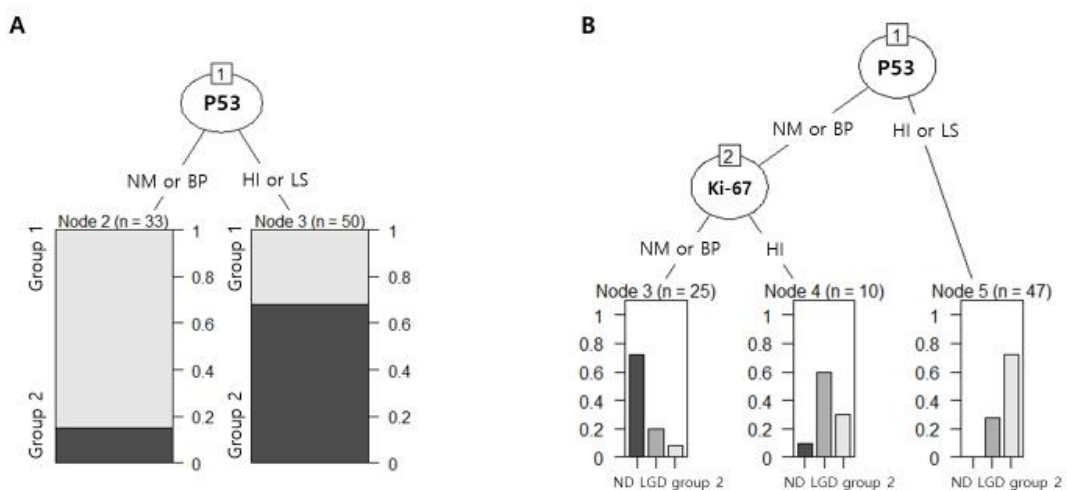 A
1
P53
NM or BP
HI or LS
Node 2 (n = 33)
Group 1
Group 2
1
0.8
0.6
0.4
0.2
0
Node 3 (n = 50)
Group 1
Group 2
1
0.8
0.6
0.4
0.2
0
B
1
P53
NM or BP
HI or LS
2
Ki-67
NM or BP
HI
Node 3 (n = 25)
1
0.8
0.6
0.4
0.2
0
ND LGD group 2
Node 4 (n = 10)
1
0.8
0.6
0.4
0.2
0
ND LGD group 2
Node 5 (n = 47)
1
0.8
0.6
0.4
0.2
0
ND LGD group 2